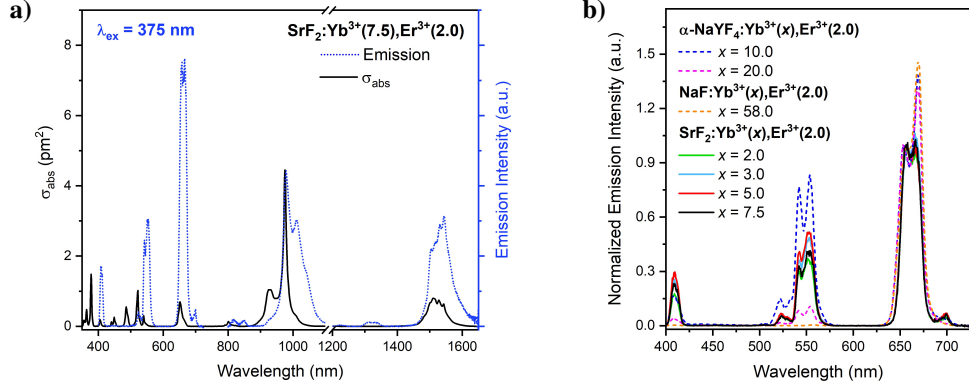 a)
λex = 375 nm
SrF₂:Yb³⁺(7.5),Er³⁺(2.0)
Emission
σabs
σabs (pm²)
8
6
4
2
0
Emission Intensity (a.u.)
400 600 800 1000 1200 1400 1600
Wavelength (nm)
b)
α-NaYF₄:Yb³⁺(x),Er³⁺(2.0)
x = 10.0
x = 20.0
NaF:Yb³⁺(x),Er³⁺(2.0)
x = 58.0
SrF₂:Yb³⁺(x),Er³⁺(2.0)
x = 2.0
x = 3.0
x = 5.0
x = 7.5
Normalized Emission Intensity (a.u.)
1.5
1.2
0.9
0.6
0.3
0.0
400 450 500 550 600 650 700
Wavelength (nm)